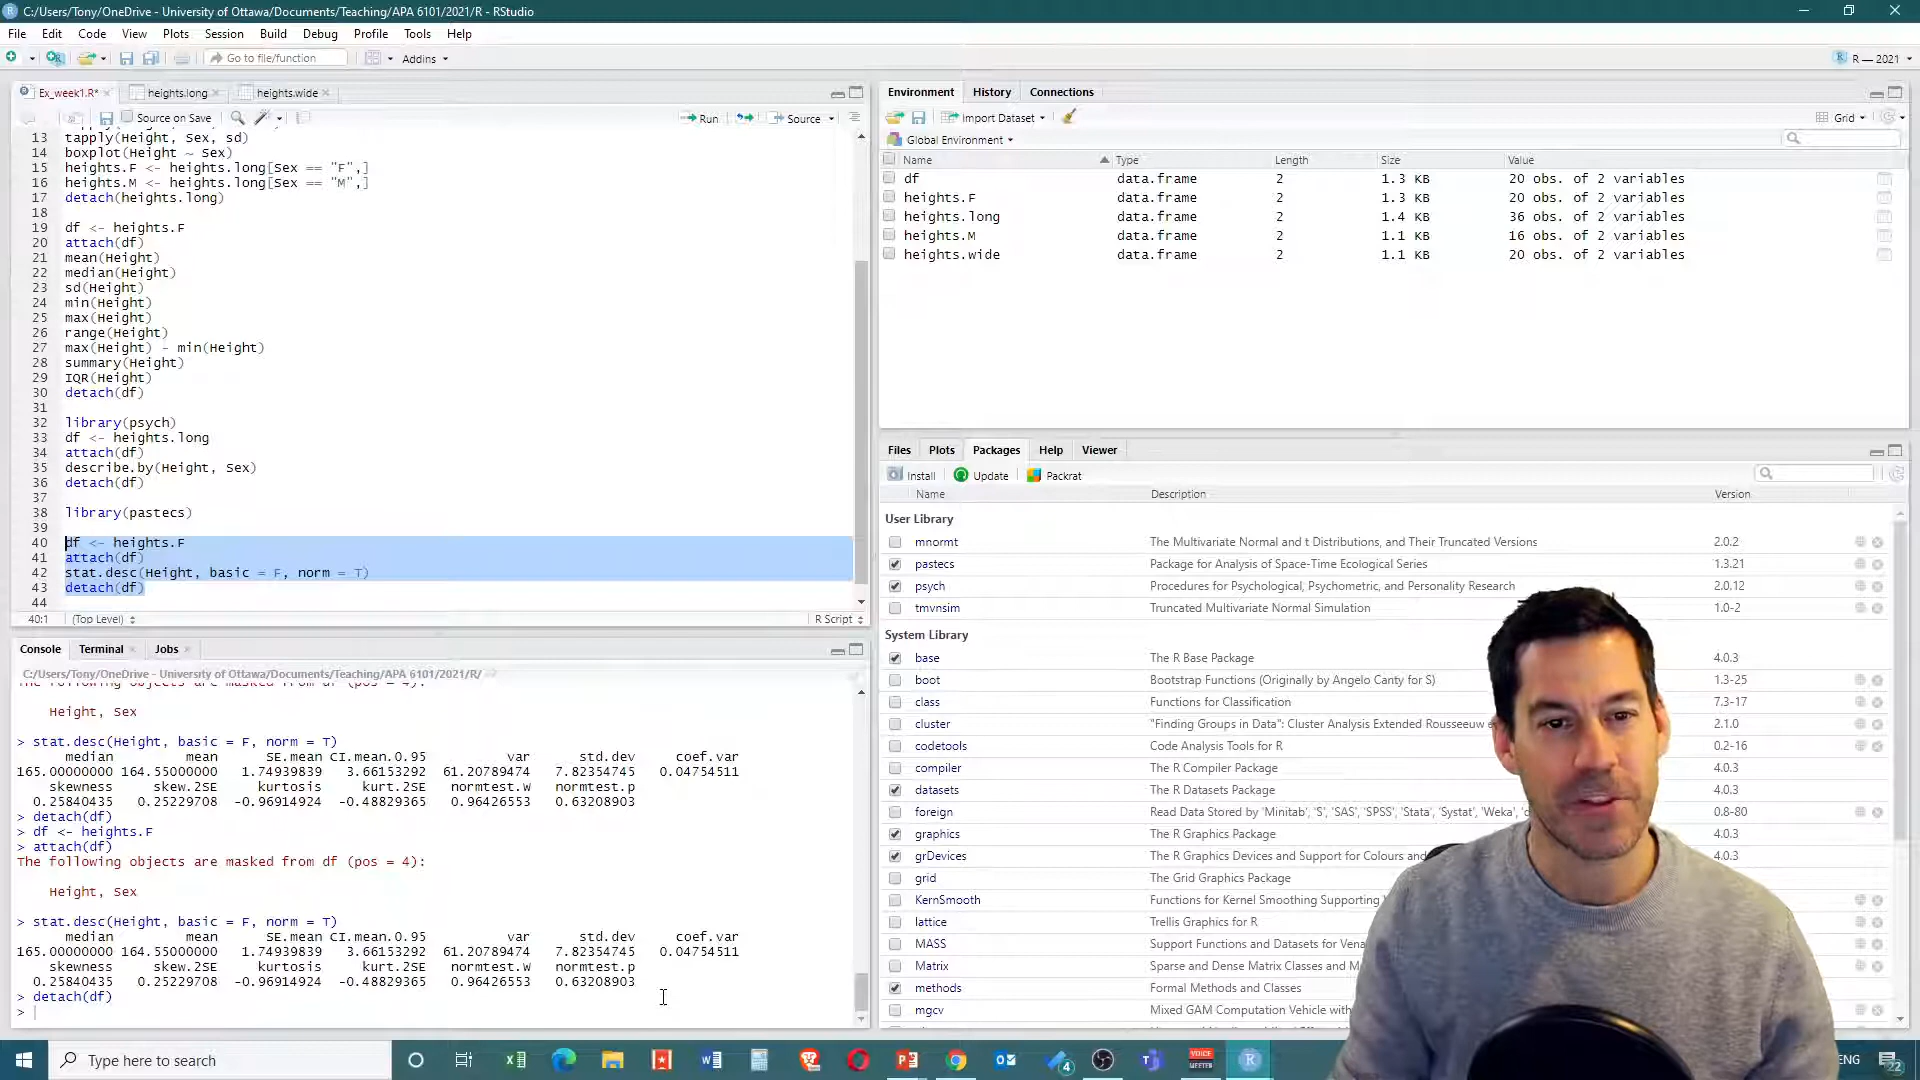 C:/Users/Tony/OneDrive - University of Ottawa/Documents/Teaching/APA 6101/2021/R - RStudio
File Edit Code View Plots Session Build Debug Profile Tools Help
Go to file/function Addins R — 2021
Ex_week1.R* heights.long heights.wide
Source on Save Run Source
13 tapply(Height, Sex, sd)
14 boxplot(Height ~ Sex)
15 heights.F <- heights.long[Sex == "F",]
16 heights.M <- heights.long[Sex == "M",]
17 detach(heights.long)
18
19 df <- heights.F
20 attach(df)
21 mean(Height)
22 median(Height)
23 sd(Height)
24 min(Height)
25 max(Height)
26 range(Height)
27 max(Height) - min(Height)
28 summary(Height)
29 IQR(Height)
30 detach(df)
31
32 library(psych)
33 df <- heights.long
34 attach(df)
35 describe.by(Height, Sex)
36 detach(df)
37
38 library(pastecs)
39
40 df <- heights.F
41 attach(df)
42 stat.desc(Height, basic = F, norm = T)
43 detach(df)
44
40:1 (Top Level) R Script
Console Terminal Jobs
C:/Users/Tony/OneDrive - University of Ottawa/Documents/Teaching/APA 6101/2021/R/
The following objects are masked from df (pos = 4):
Height, Sex
> stat.desc(Height, basic = F, norm = T)
median mean SE.mean CI.mean.0.95 var std.dev coef.var
165.00000000 164.55000000 1.74939839 3.66153292 61.20789474 7.82354745 0.04754511
skewness skew.2SE kurtosis kurt.2SE normtest.W normtest.p
0.25840435 0.25229708 -0.96914924 -0.48829365 0.96426553 0.63208903
> detach(df)
> df <- heights.F
> attach(df)
The following objects are masked from df (pos = 4):
Height, Sex
> stat.desc(Height, basic = F, norm = T)
median mean SE.mean CI.mean.0.95 var std.dev coef.var
165.00000000 164.55000000 1.74939839 3.66153292 61.20789474 7.82354745 0.04754511
skewness skew.2SE kurtosis kurt.2SE normtest.W normtest.p
0.25840435 0.25229708 -0.96914924 -0.48829365 0.96426553 0.63208903
> detach(df)
>
Environment History Connections
Import Dataset Grid
Global Environment
Name Type Length Size Value
df data.frame 2 1.3 KB 20 obs. of 2 variables
heights.F data.frame 2 1.3 KB 20 obs. of 2 variables
heights.long data.frame 2 1.4 KB 36 obs. of 2 variables
heights.M data.frame 2 1.1 KB 16 obs. of 2 variables
heights.wide data.frame 2 1.1 KB 20 obs. of 2 variables
Files Plots Packages Help Viewer
Install Update Packrat
Name Description Version
User Library
mnormt The Multivariate Normal and t Distributions, and Their Truncated Versions 2.0.2
pastecs Package for Analysis of Space-Time Ecological Series 1.3.21
psych Procedures for Psychological, Psychometric, and Personality Research 2.0.12
tmvnsim Truncated Multivariate Normal Simulation 1.0-2
System Library
base The R Base Package 4.0.3
boot Bootstrap Functions (Originally by Angelo Canty for S) 1.3-25
class Functions for Classification 7.3-17
cluster "Finding Groups in Data": Cluster Analysis Extended Rousseeuw 2.1.0
codetools Code Analysis Tools for R 0.2-16
compiler The R Compiler Package 4.0.3
datasets The R Datasets Package 4.0.3
foreign Read Data Stored by 'Minitab', 'S', 'SAS', 'SPSS', 'Stata', 'Systat', 'Weka', 0.8-80
graphics The R Graphics Package 4.0.3
grDevices The R Graphics Devices and Support for Colours and 4.0.3
grid The Grid Graphics Package
KernSmooth Functions for Kernel Smoothing Supporting
lattice Trellis Graphics for R
MASS Support Functions and Datasets for
Matrix Sparse and Dense Matrix Classes and
methods Formal Methods and Classes
mgcv Mixed GAM Computation Vehicle
Type here to search
4
VOICE MEETER
ENG
22